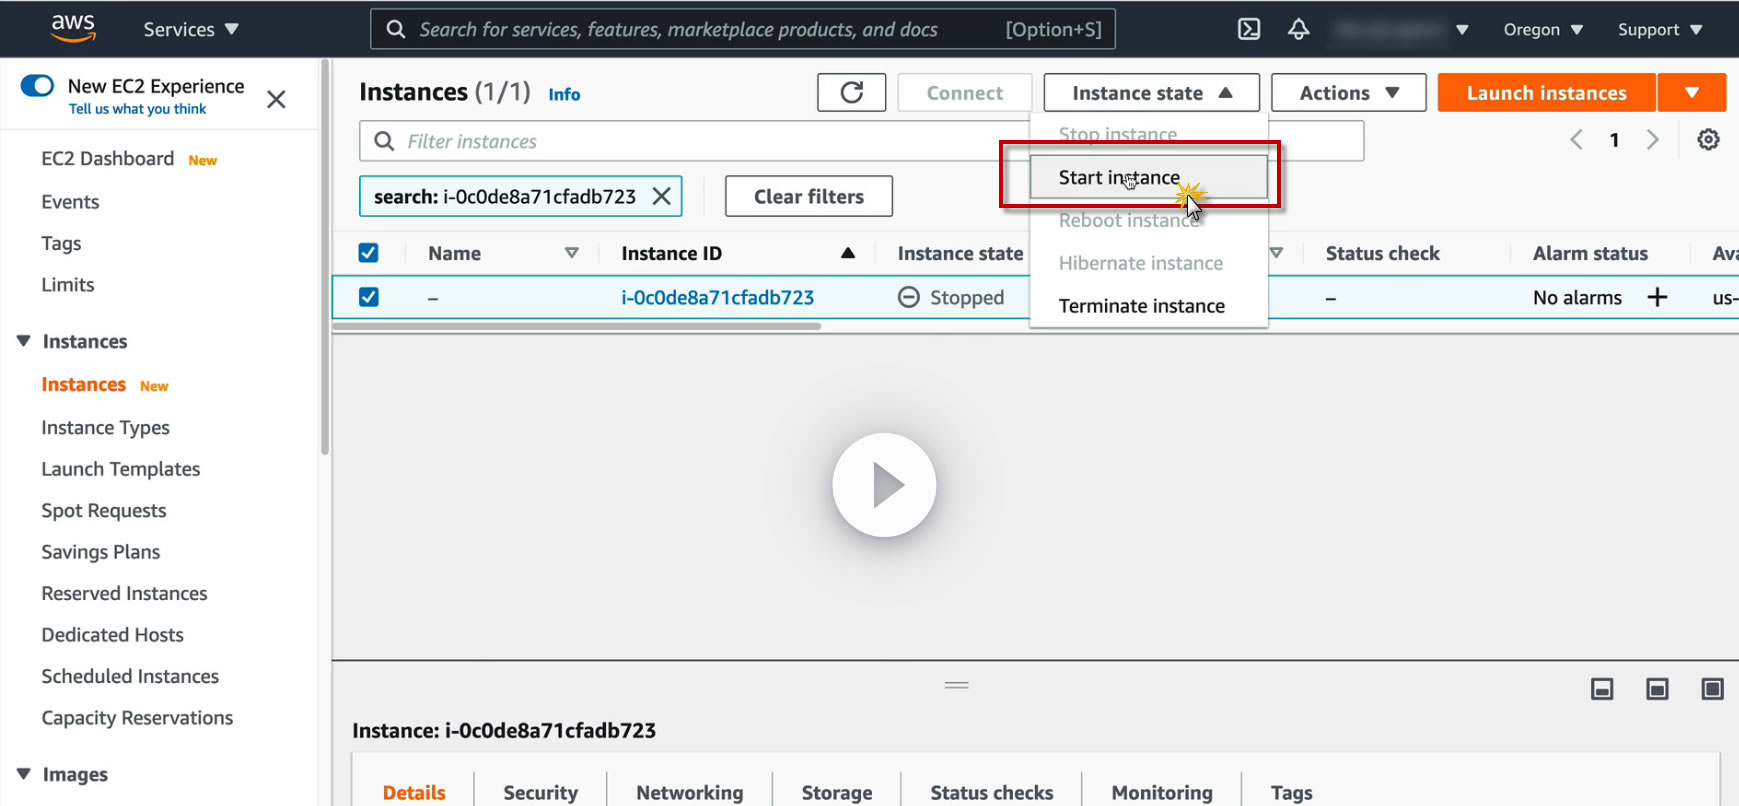 aws Services Search for services, features, marketplace products, and docs [Option+S] Oregon Support
New EC2 Experience
Tell us what you think
EC2 Dashboard New
Events
Tags
Limits
Instances
Instances New
Instance Types
Launch Templates
Spot Requests
Savings Plans
Reserved Instances
Dedicated Hosts
Scheduled Instances
Capacity Reservations
Images
Instances (1/1) Info Connect Instance state Actions Launch instances
Filter instances 1
search: i-0c0de8a71cfadb723 Clear filters
Stop instance
Start instance
Reboot instance
Hibernate instance
Terminate instance
Name Instance ID Instance state Status check Alarm status Ava
– i-0c0de8a71cfadb723 Stopped – No alarms + us-
Instance: i-0c0de8a71cfadb723
Details Security Networking Storage Status checks Monitoring Tags